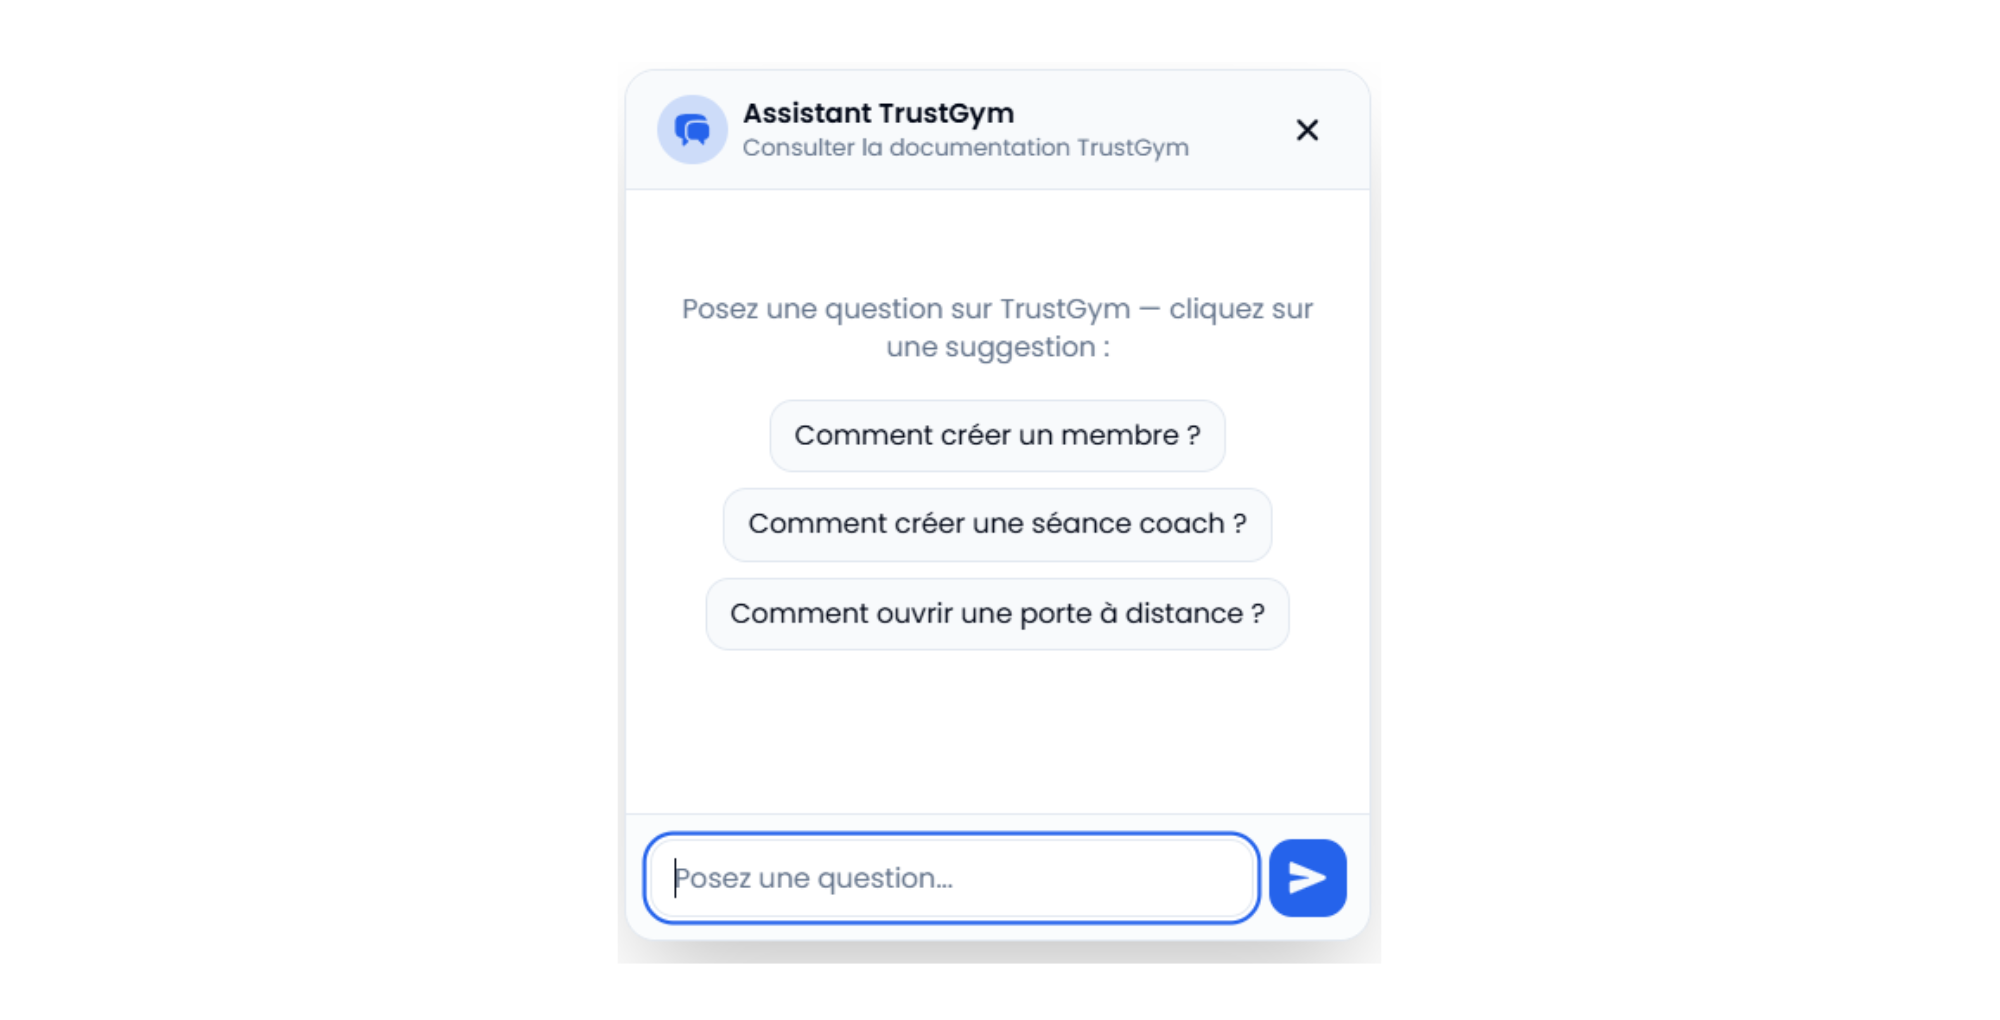 Assistant TrustGym
Consulter la documentation TrustGym
Posez une question sur TrustGym — cliquez sur
une suggestion :
Comment créer un membre ?
Comment créer une séance coach ?
Comment ouvrir une porte à distance ?
Posez une question...